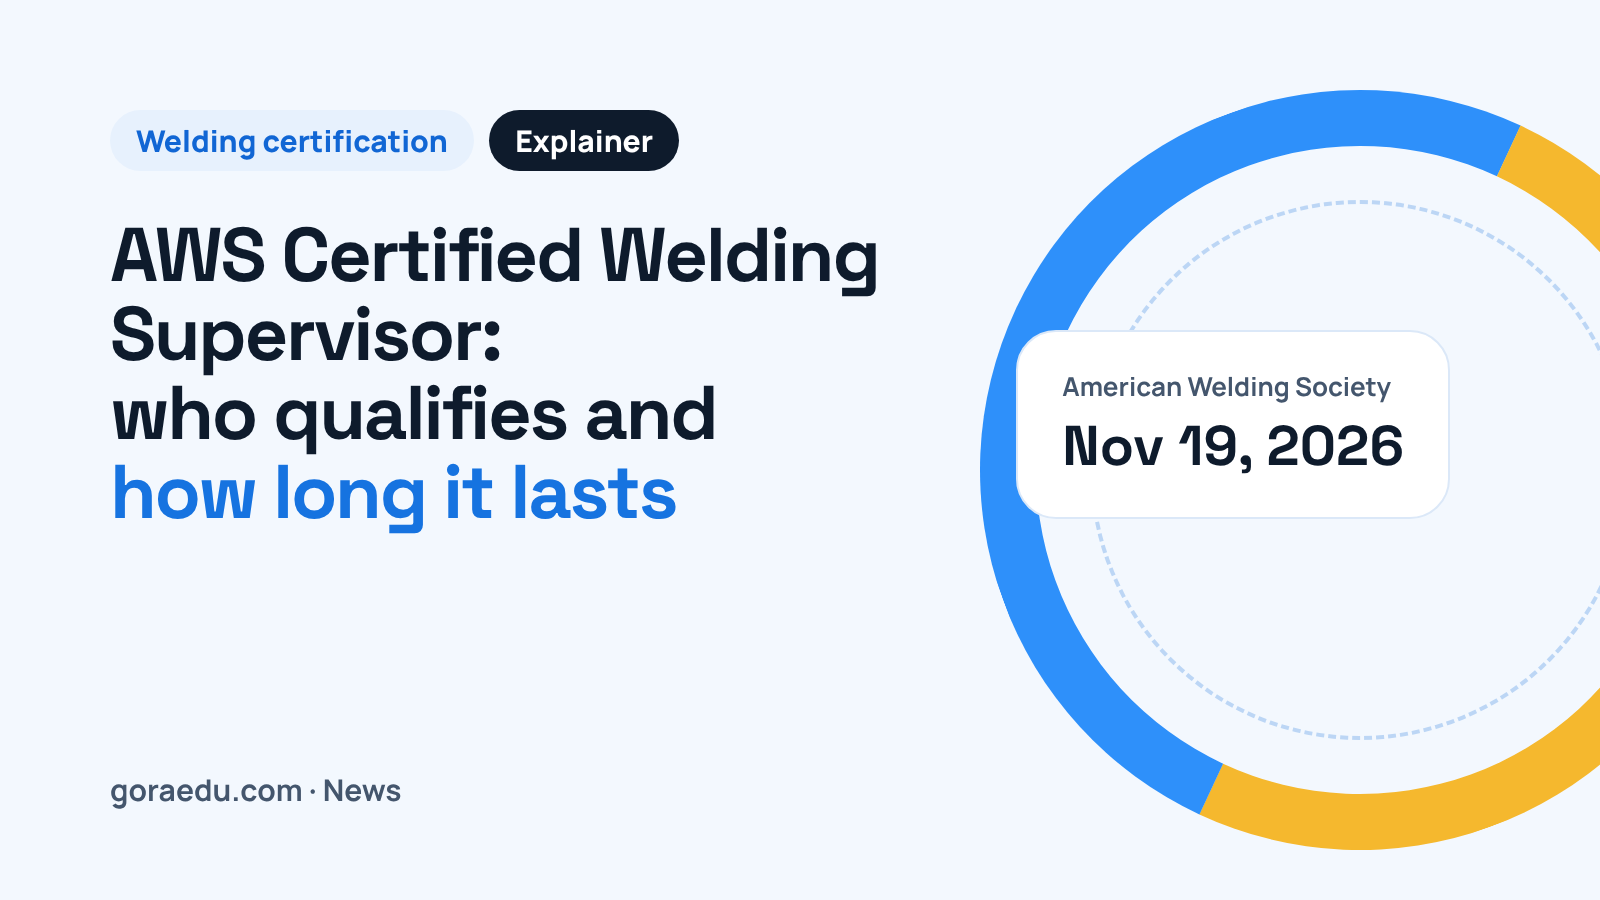 Welding certification
Explainer
AWS Certified Welding
Supervisor:
who qualifies and
how long it lasts
American Welding Society
Nov 19, 2026
goraedu.com · News